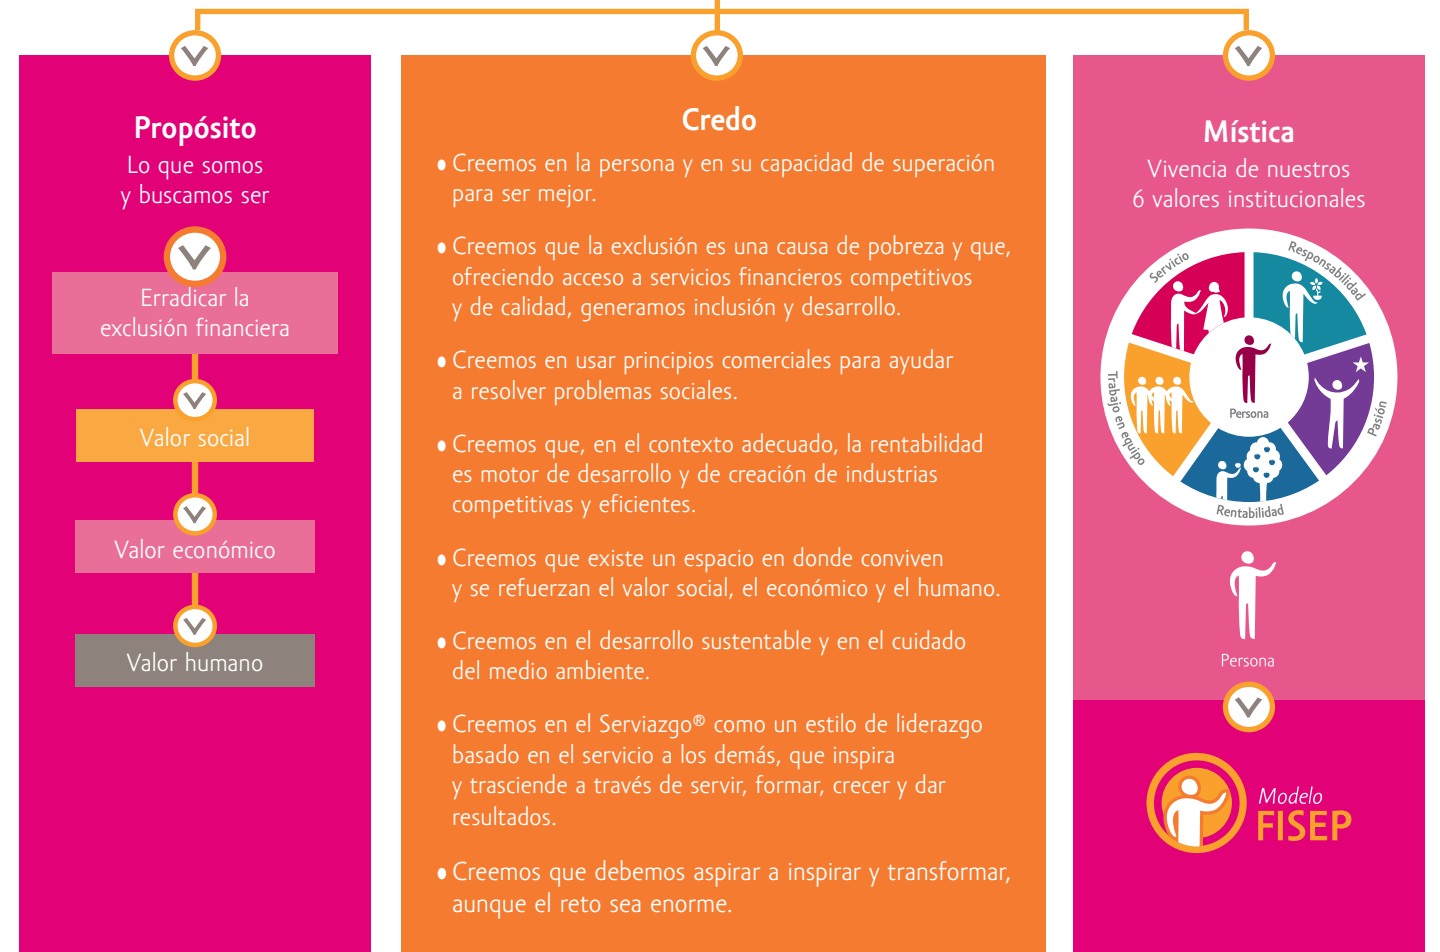 Propósito
Lo que somos
y buscamos ser
Erradicar la
exclusión financiera
Valor social
Valor económico
Valor humano
Credo
• Creemos en la persona y en su capacidad de superación
para ser mejor.
• Creemos que la exclusión es una causa de pobreza y que,
ofreciendo acceso a servicios financieros competitivos
y de calidad, generamos inclusión y desarrollo.
• Creemos en usar principios comerciales para ayudar
a resolver problemas sociales.
• Creemos que, en el contexto adecuado, la rentabilidad
es motor de desarrollo y de creación de industrias
competitivas y eficientes.
• Creemos que existe un espacio en donde conviven
y se refuerzan el valor social, el económico y el humano.
• Creemos en el desarrollo sustentable y en el cuidado
del medio ambiente.
• Creemos en el Serviazgo® como un estilo de liderazgo
basado en el servicio a los demás, que inspira
y trasciende a través de servir, formar, crecer y dar
resultados.
• Creemos que debemos aspirar a inspirar y transformar,
aunque el reto sea enorme.
Mística
Vivencia de nuestros
6 valores institucionales
Servicio
Responsabilidad
Persona
Trabajo en equipo
Pasión
Rentabilidad
Persona
Modelo
FISEP